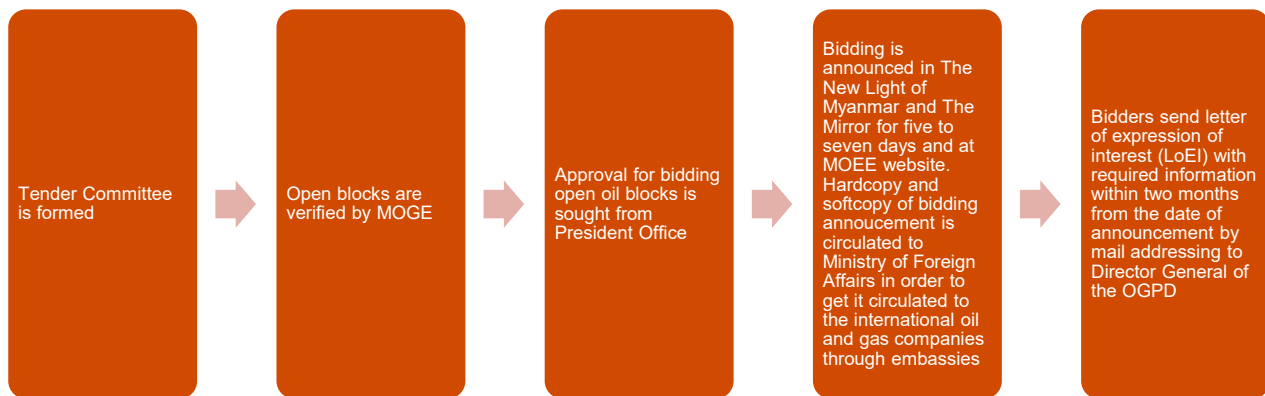 Tender Committee
is formed
Open blocks are
verified by MOGE
Approval for bidding
open oil blocks is
sought from
President Office
Bidding is
announced in The
New Light of
Myanmar and The
Mirror for five to
seven days and at
MOEE website.
Hardcopy and
softcopy of bidding
annoucement is
circulated to
Ministry of Foreign
Affairs in order to
get it circulated to
the international oil
and gas companies
through embassies
Bidders send letter
of expression of
interest (LoEI) with
required information
within two months
from the date of
announcement by
mail addressing to
Director General of
the OGPD